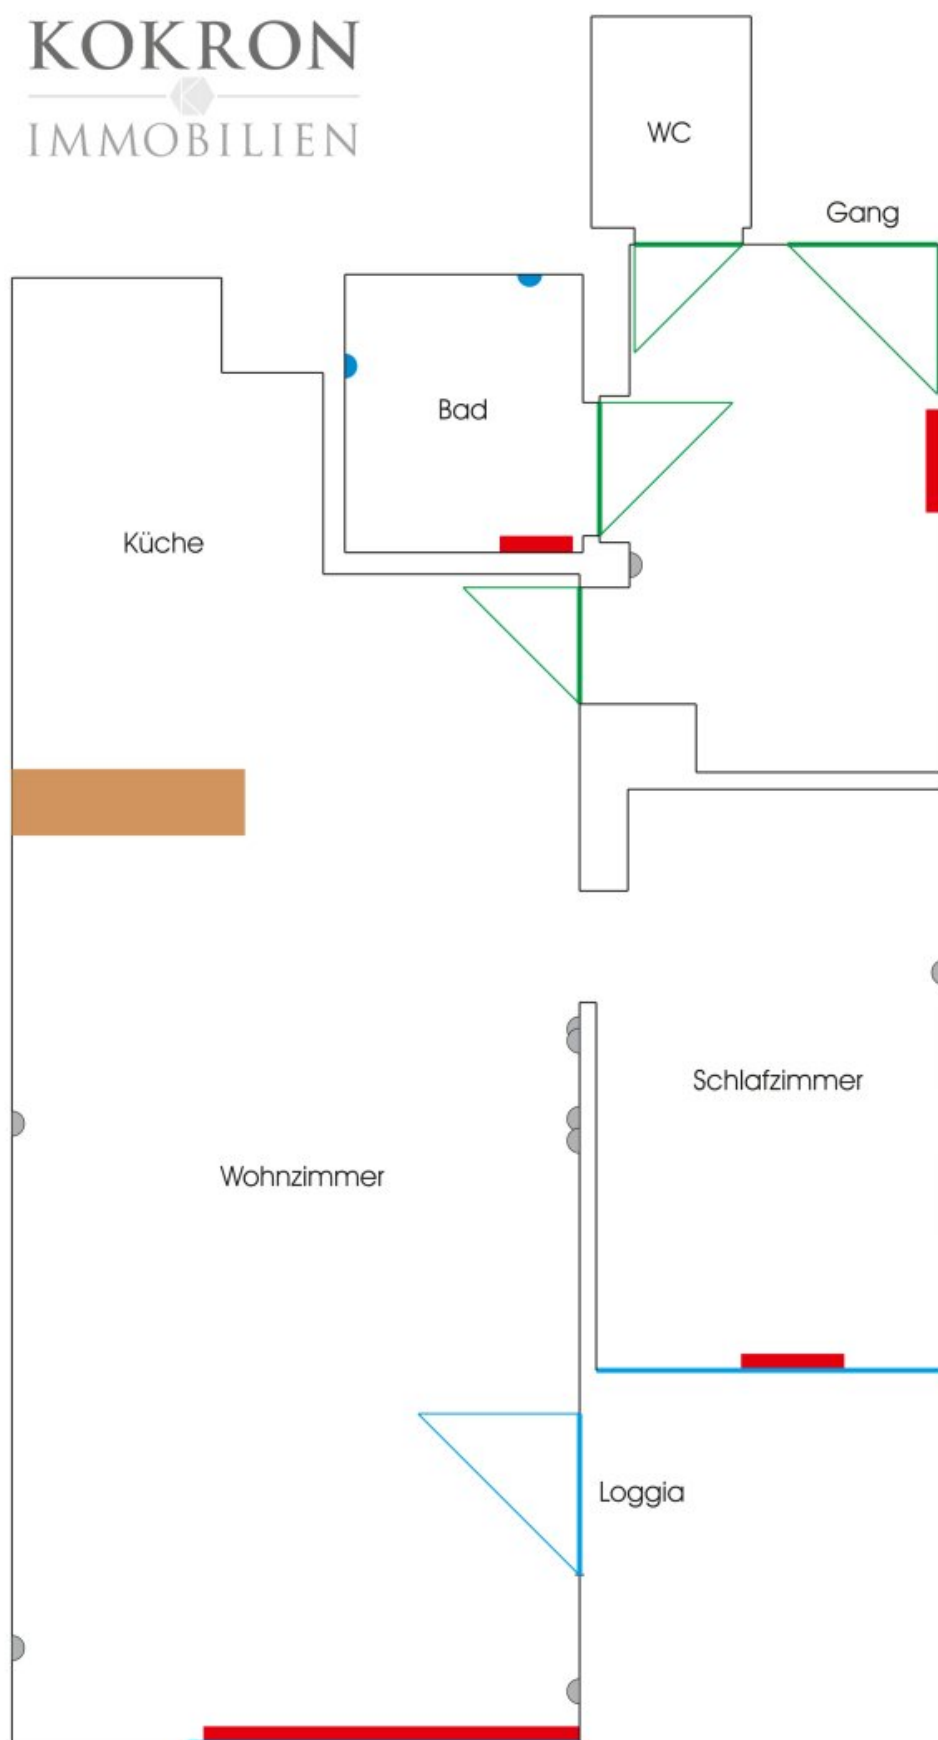 KOKRON
K
IMMOBILIEN
WC
Gang
Bad
Küche
Schlafzimmer
Wohnzimmer
Loggia